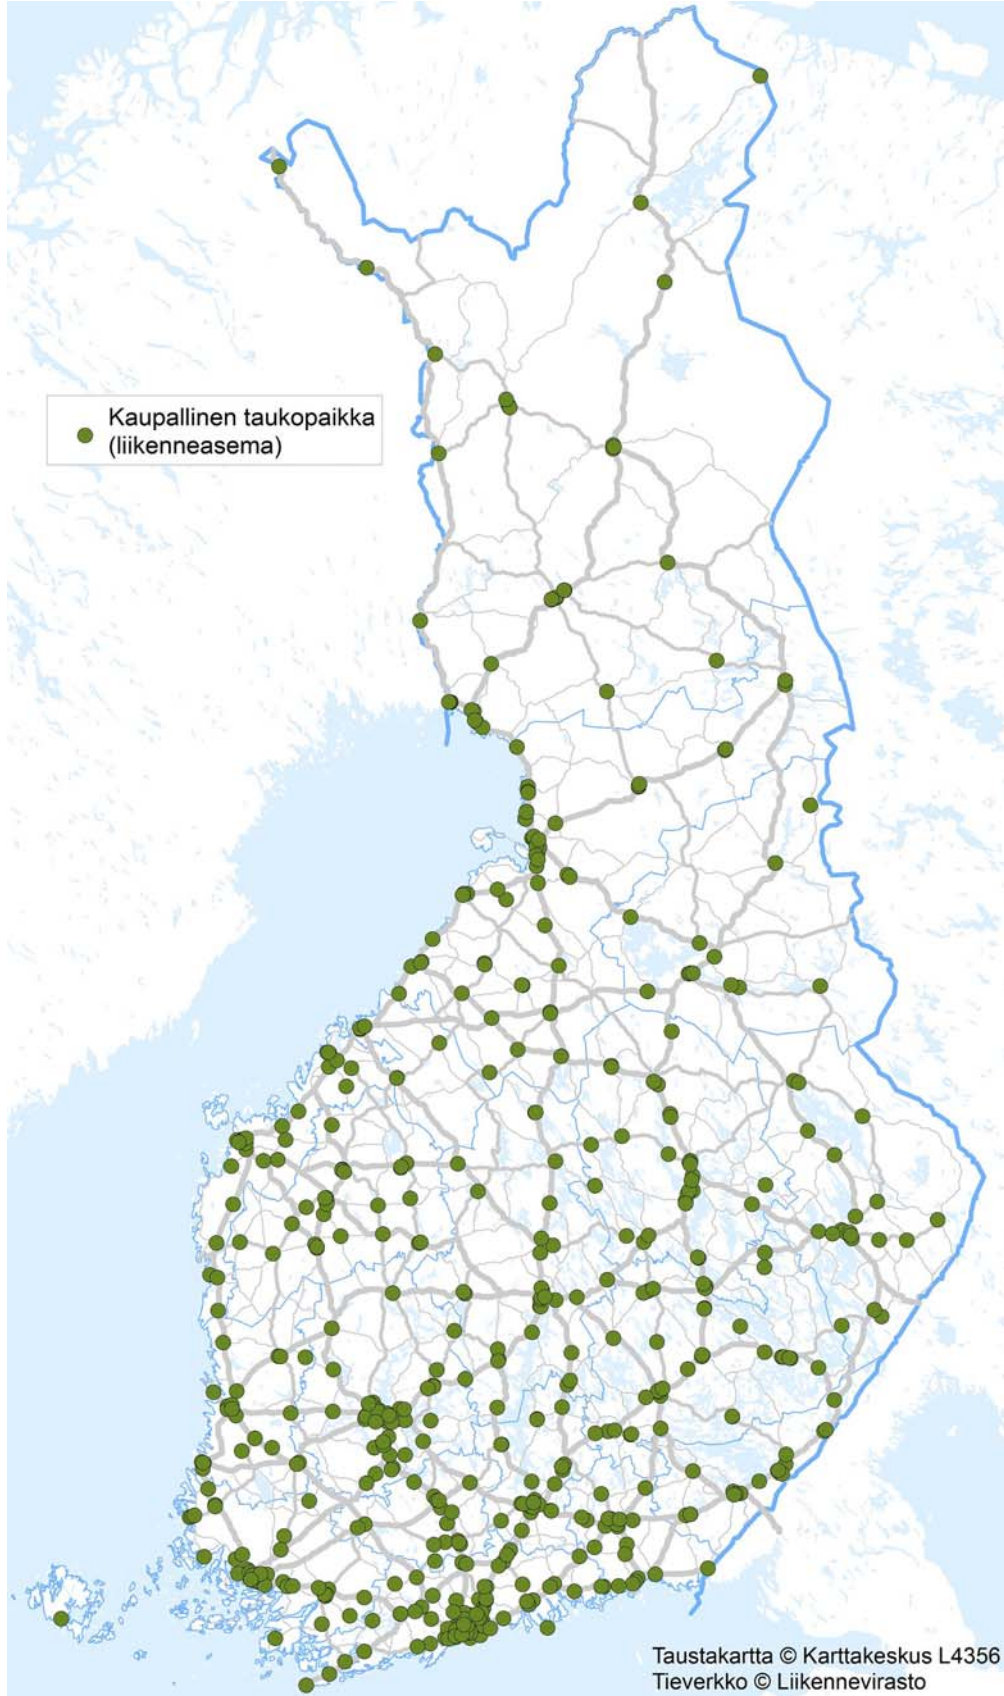 Kaupallinen taukopaikka
(liikenneasema)
Taustakartta © Karttakeskus L4356
Tieverkko © Liikennevirasto